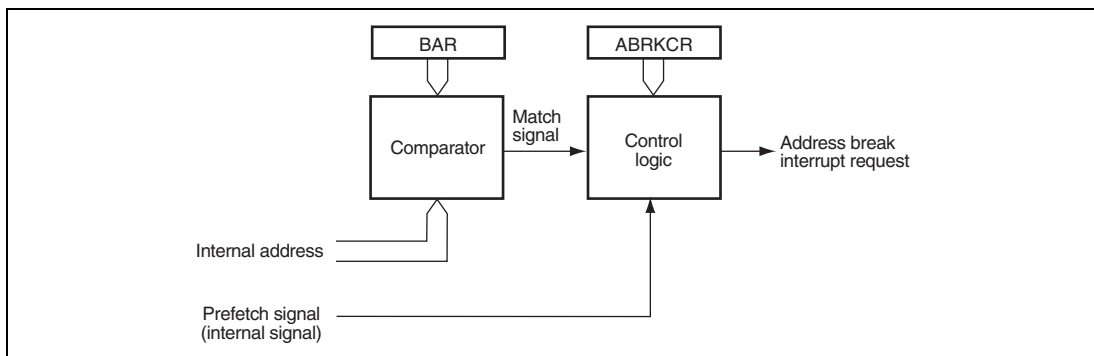 BAR
ABRKCR
Comparator
Match
signal
Control
logic
Address break
interrupt request
Internal address
Prefetch signal
(internal signal)